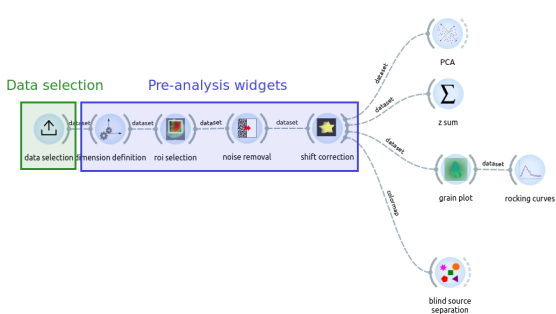 Data selection
Pre-analysis widgets
dataset
dataset
dataset
dataset
data selection
dimension definition
roi selection
noise removal
shift correction
dataset
PCA
dataset
z sum
dataset
grain plot
dataset
rocking curves
colormap
blind source
separation